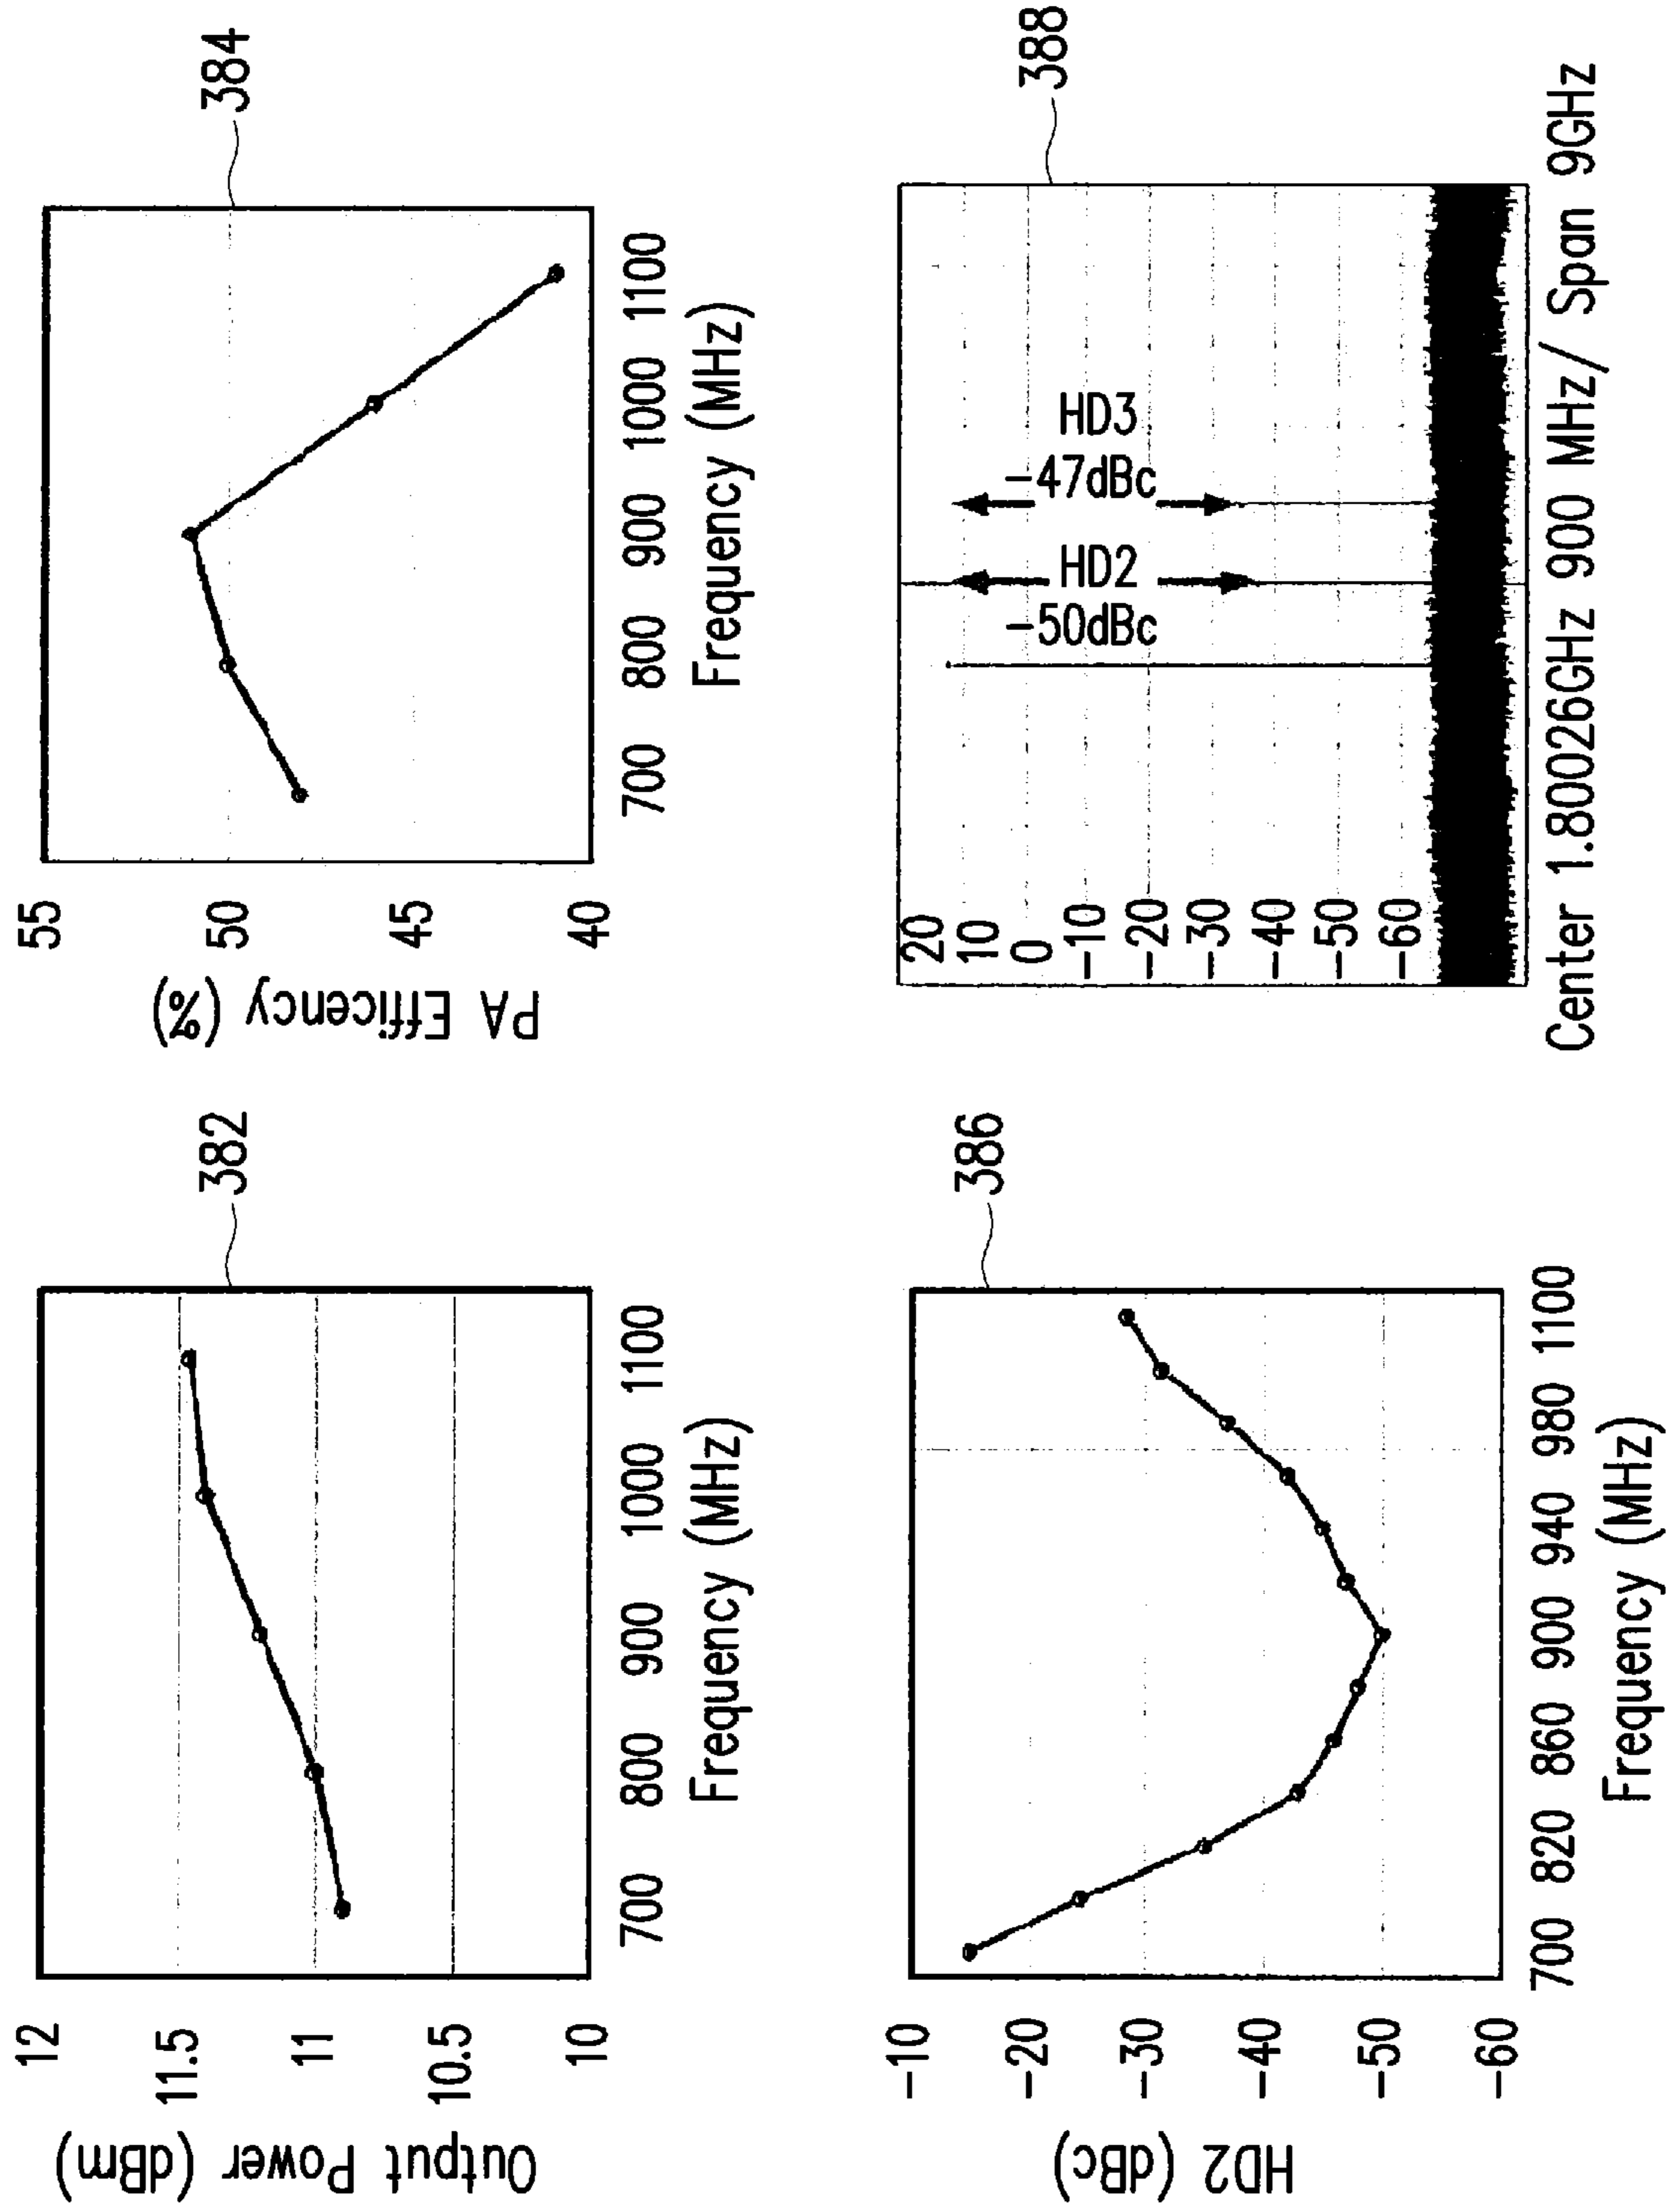 Output Power (dBm)
12
11.5
11
10.5
10
700 800 900 1000 1100
Frequency (MHz)
382
PA Efficency (%)
55
50
45
40
700 800 900 1000 1100
Frequency (MHz)
384
HD2 (dBc)
-10
-20
-30
-40
-50
-60
700 820 860 900 940 980 1100
Frequency (MHz)
386
20
10
0
-10
-20
-30
-40
-50
-60
HD2
-50dBc
HD3
-47dBc
388
Center 1.80026GHz 900 MHz/ Span 9GHz